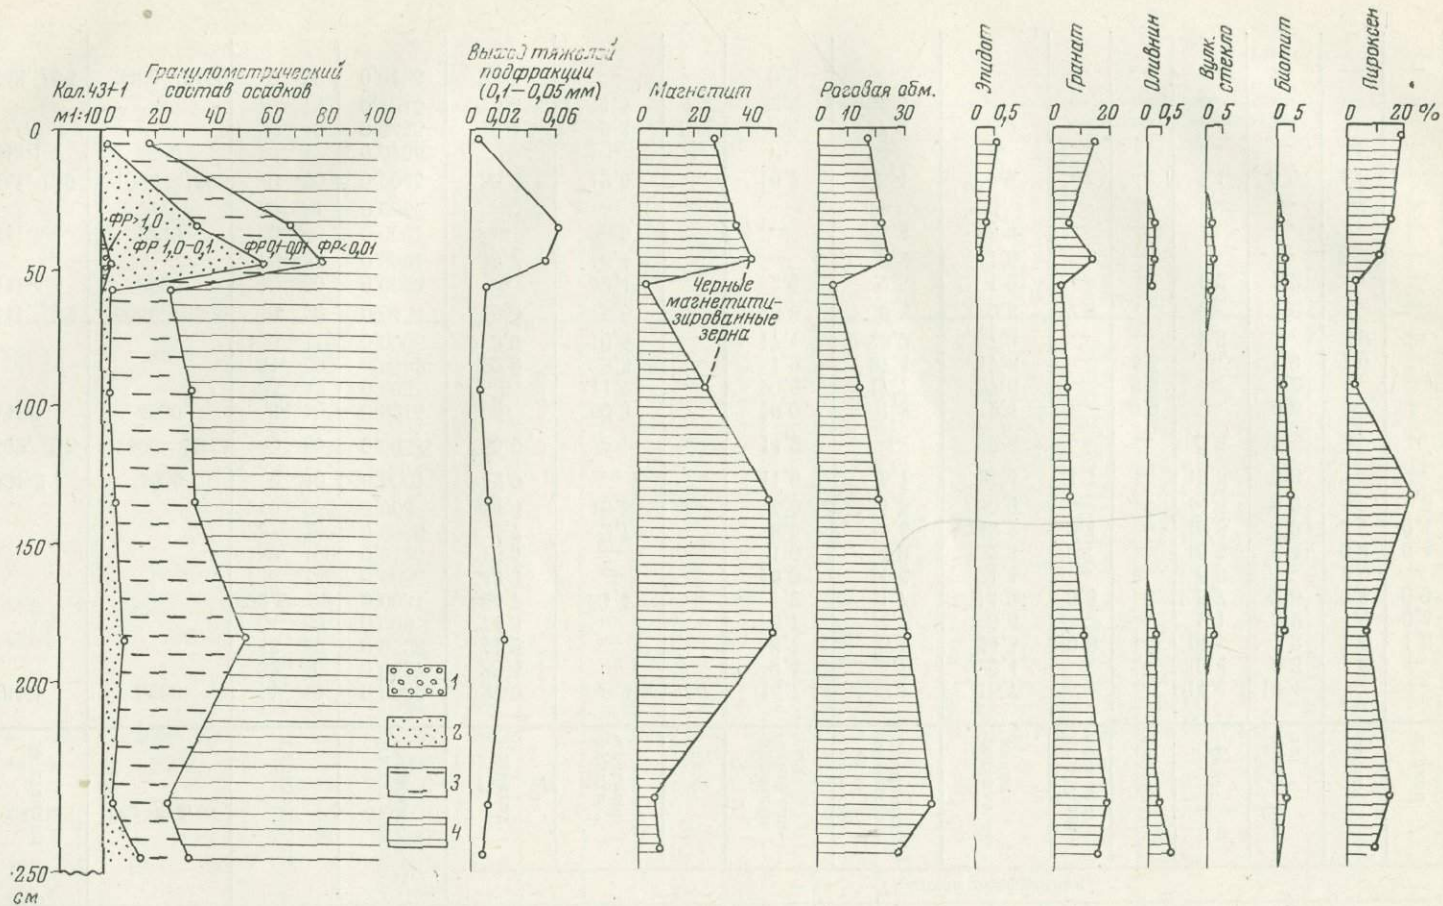 Кол. 43+1
м 1:10
Гранулометрический
состав осадков
0 20 40 60 80 100
Выход тяжелой
подфракции
(0,1–0,05 мм)
0 0,02 0,06
Магнетит
0 20 40
Роговая обм.
0 10 30
Эпидот
0 0,5
Гранат
0 20
Оливин
0 5
Вулк.
стекло
0 5
Биотит
0 5
Пироксен
0 20 %
0
50
100
150
200
250
см
ФР>1,0
ФР 1,0–0,1
ФР 0,1–0,01
ФР<0,01
Черные
магнетити-
зированные
зерна
1
2
3
4